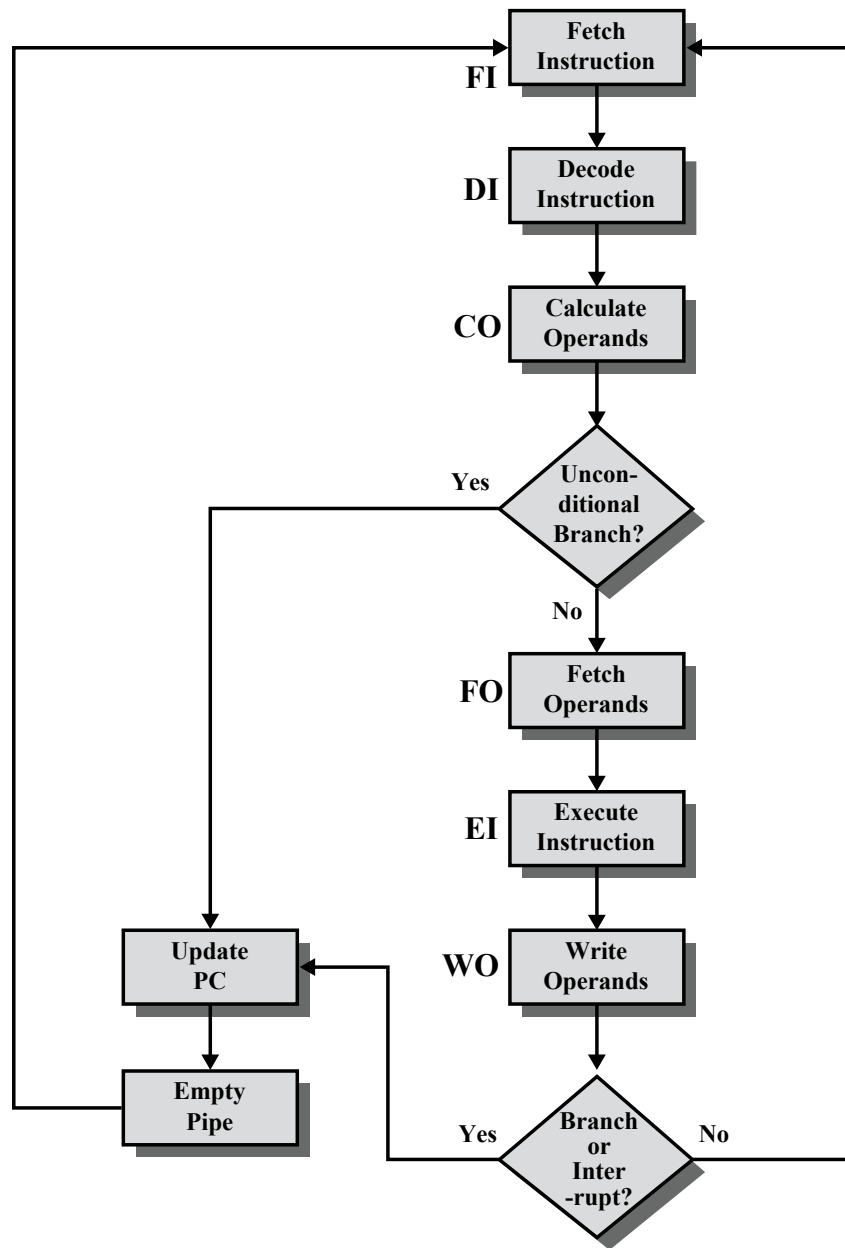 Fetch
Instruction
FI
Decode
Instruction
DI
Calculate
Operands
CO
Uncon-
ditional
Branch?
Yes
No
Fetch
Operands
FO
Execute
Instruction
EI
Write
Operands
WO
Update
PC
Empty
Pipe
Branch
or
Inter
-rupt?
Yes
No